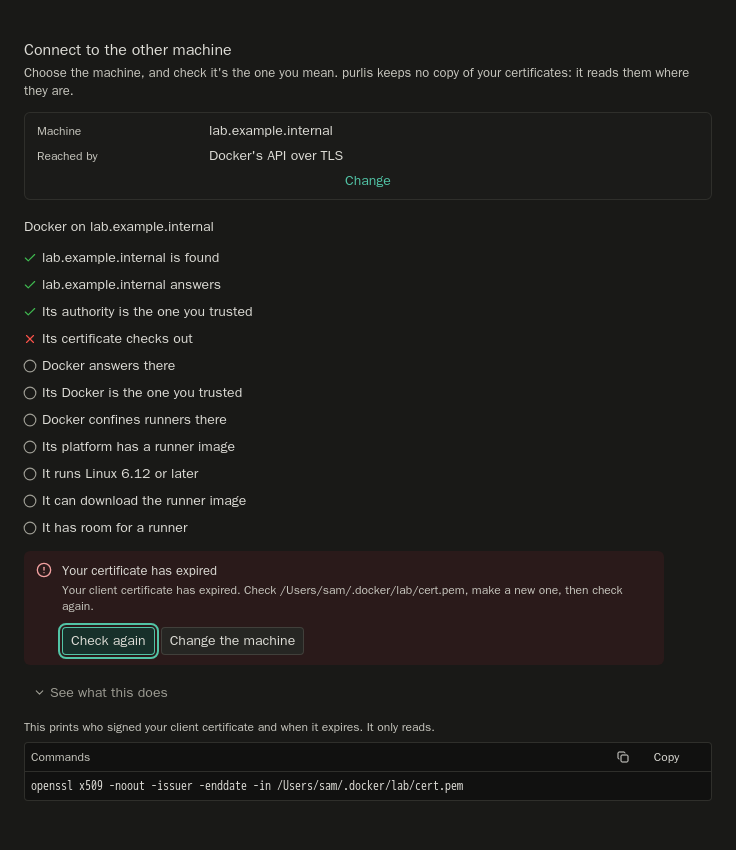 Connect to the other machine
Choose the machine, and check it's the one you mean. purlis keeps no copy of your certificates: it reads them where
they are.
Machine lab.example.internal
Reached by Docker's API over TLS
Change
Docker on lab.example.internal
lab.example.internal is found
lab.example.internal answers
Its authority is the one you trusted
Its certificate checks out
Docker answers there
Its Docker is the one you trusted
Docker confines runners there
Its platform has a runner image
It runs Linux 6.12 or later
It can download the runner image
It has room for a runner
Your certificate has expired
Your client certificate has expired. Check /Users/sam/.docker/lab/cert.pem, make a new one, then check
again.
Check again Change the machine
See what this does
This prints who signed your client certificate and when it expires. It only reads.
Commands Copy
openssl x509 -noout -issuer -enddate -in /Users/sam/.docker/lab/cert.pem